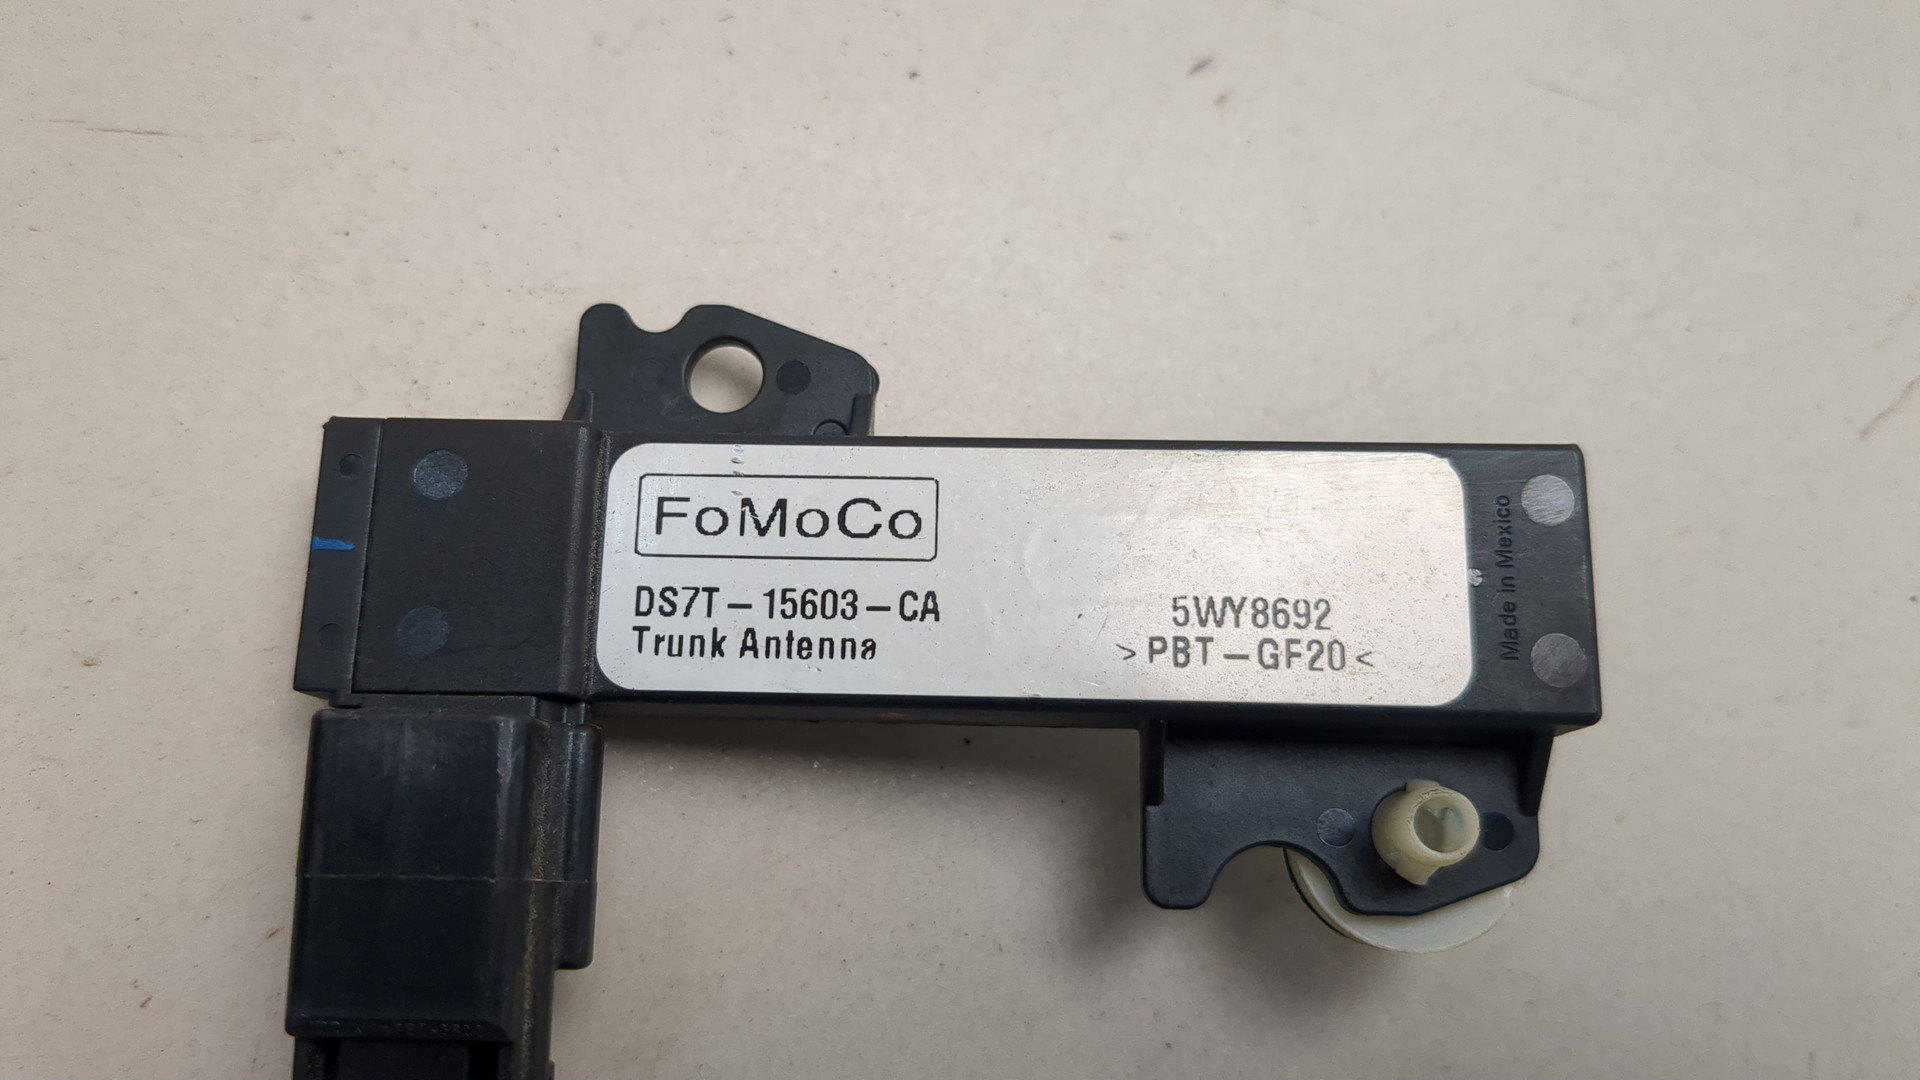 FoMoCo
DS7T-15603-CA
Trunk Antenna
5WY8692
>PBT-GF20<
Made in Mexico